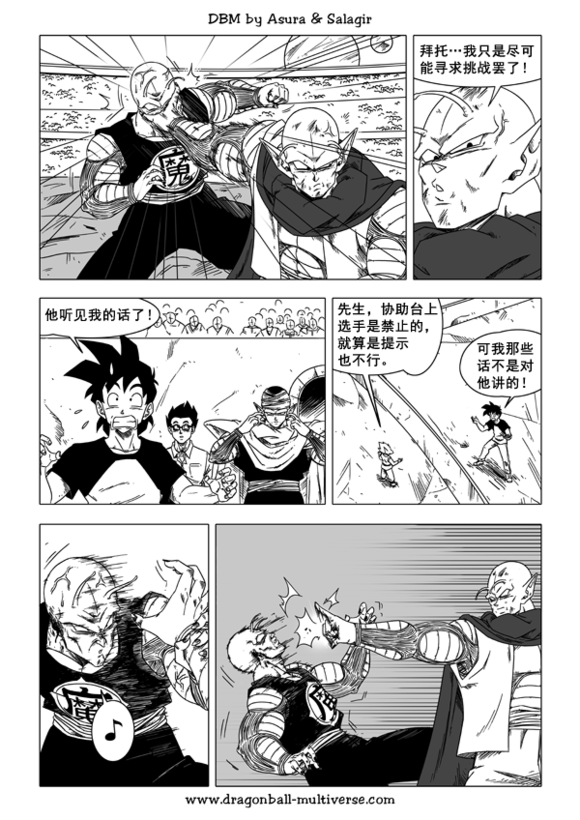 DBM by Asura & Salagir
魔
拜托…我只是尽可
能寻求挑战罢了！
他听见我的话了！
先生，协助台上
选手是禁止的，
就算是提示
也不行。
可我那些
话不是对
他讲的！
魔
魔
www.dragonball-multiverse.com